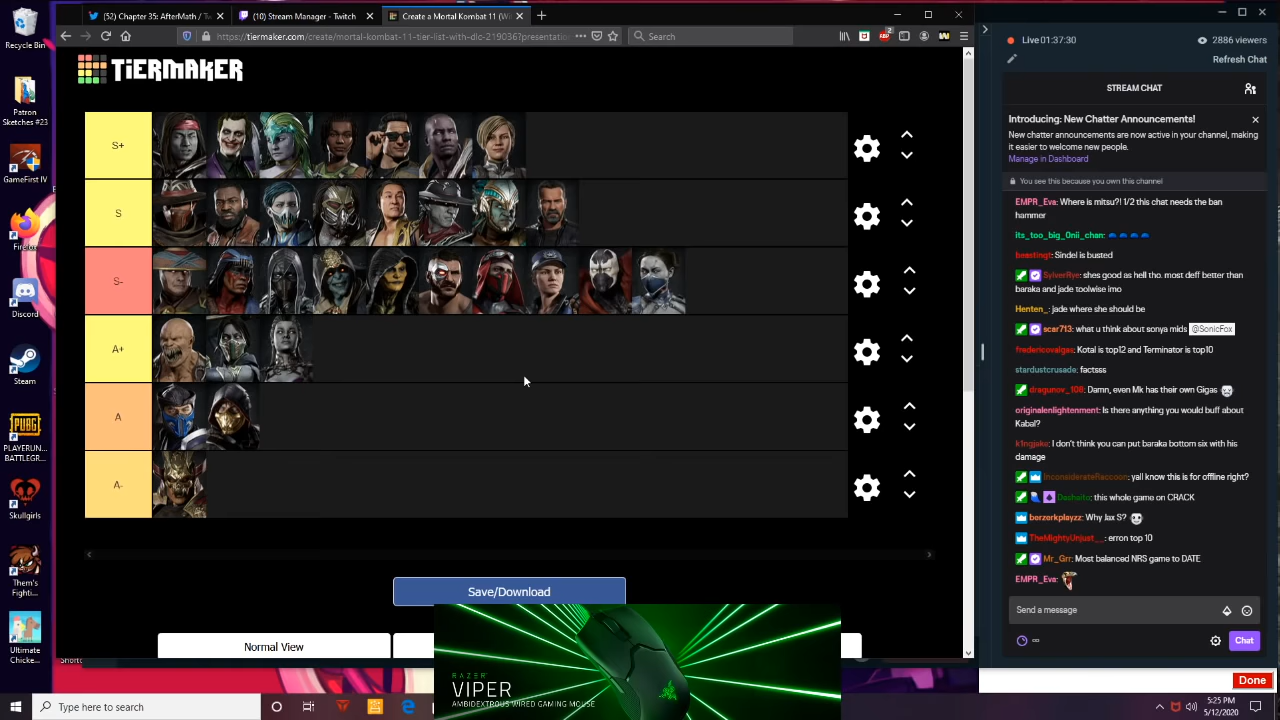 Recycle Bin
Patron
Sketches #23
GameFirst IV
Firefox
Discord
Steam
PLAYERUN...
BATTLEGR...
Skullgirls
Them's
Fighti...
Ultimate
Chicke...
Shortc
(52) Chapter 35: AfterMath / Tw
(10) Stream Manager - Twitch
Create a Mortal Kombat 11 (Wi
https://tiermaker.com/create/mortal-kombat-11-tier-list-with-dlc-219036?presentation
Search
TiERMAKER
S+
S
S-
A+
A
A-
Save/Download
Normal View
RAZER
VIPER
AMBIDEXTROUS WIRED GAMING MOUSE
Live 01:37:30
2886 viewers
Refresh Chat
STREAM CHAT
Introducing: New Chatter Announcements!
New chatter announcements are now active in your channel, making
it easier to welcome new people.
Manage in Dashboard
You see this because you own this channel
EMPR_Eva: Where is mitsu?! 1/2 this chat needs the ban
hammer
its_too_big_0nii_chan:
beastingt: Sindel is busted
SylverRye: shes good as hell tho. most deff better than
baraka and jade toolwise imo
Henten_: jade where she should be
scar713: what u think about sonya mids @SonicFox
fredericovalgas: Kotal is top12 and Terminator is top10
stardustcrusade: factsss
dragunov_108: Damn, even Mk has their own Gigas
originalenlightenment: Is there anything you would buff about
Kabal?
k1ngjake: I don't think you can put baraka bottom six with his
damage
InconsiderateRaccoon: yall know this is for offline right?
Dashaito: this whole game on CRACK
berzerkplayzz: Why Jax S?
TheMightyUnjust__: erron top 10
Mr_Grr: Most balanced NRS game to DATE
EMPR_Eva:
Send a message
Chat
Done
Type here to search
5:25 PM
5/12/2020